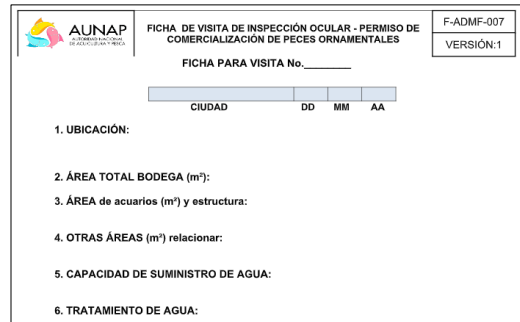 AUNAP
AUTORIDAD NACIONAL
DE ACUICULTURA Y PESCA
FICHA DE VISITA DE INSPECCIÓN OCULAR - PERMISO DE
COMERCIALIZACIÓN DE PECES ORNAMENTALES
FICHA PARA VISITA No.________
F-ADMF-007
VERSIÓN:1
CIUDAD DD MM AA
1. UBICACIÓN:
2. ÁREA TOTAL BODEGA (m²):
3. ÁREA de acuarios (m²) y estructura:
4. OTRAS ÁREAS (m²) relacionar:
5. CAPACIDAD DE SUMINISTRO DE AGUA:
6. TRATAMIENTO DE AGUA: